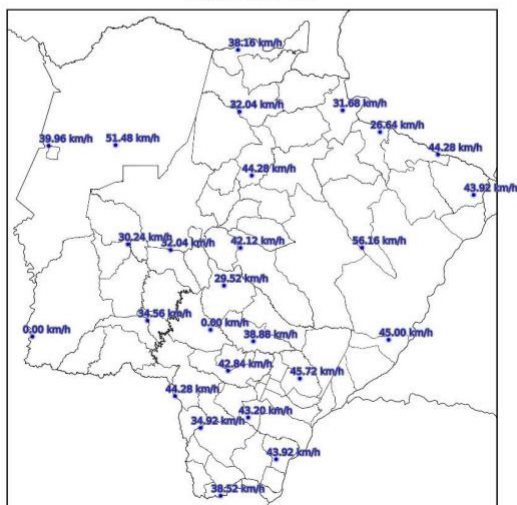 38.16 km/h
32.04 km/h
31.68 km/h
26.64 km/h
39.96 km/h
51.48 km/h
44.28 km/h
44.28 km/h
43.92 km/h
30.24 km/h
32.04 km/h
42.12 km/h
56.16 km/h
29.52 km/h
34.56 km/h
0.00 km/h
0.00 km/h
38.88 km/h
45.00 km/h
42.84 km/h
45.72 km/h
44.28 km/h
43.20 km/h
34.92 km/h
43.92 km/h
38.52 km/h